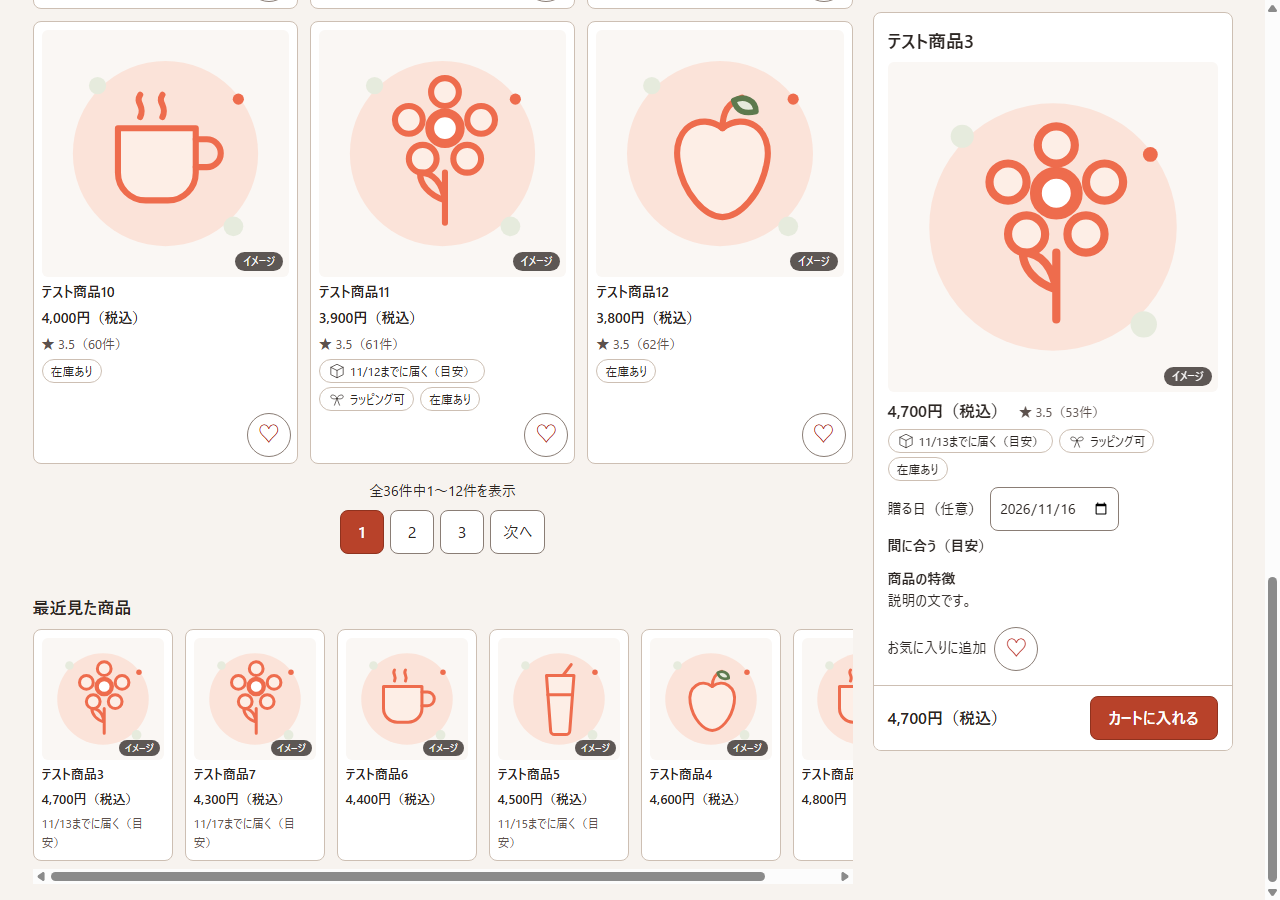 イメージ
テスト商品10
4,000円（税込）
★ 3.5（60件）
在庫あり
♡
イメージ
テスト商品11
3,900円（税込）
★ 3.5（61件）
11/12までに届く（目安）
ラッピング可
在庫あり
♡
イメージ
テスト商品12
3,800円（税込）
★ 3.5（62件）
在庫あり
♡
全36件中1～12件を表示
1 2 3 次へ
最近見た商品
イメージ
テスト商品3
4,700円（税込）
11/13までに届く（目
安）
イメージ
テスト商品7
4,300円（税込）
11/17までに届く（目
安）
イメージ
テスト商品6
4,400円（税込）
イメージ
テスト商品5
4,500円（税込）
11/15までに届く（目
安）
イメージ
テスト商品4
4,600円（税込）
テスト商品
4,800円
テスト商品3
イメージ
4,700円（税込） ★ 3.5（53件）
11/13までに届く（目安） ラッピング可
在庫あり
贈る日（任意） 2026/11/16
間に合う（目安）
商品の特徴
説明の文です。
お気に入りに追加 ♡
4,700円（税込） カートに入れる